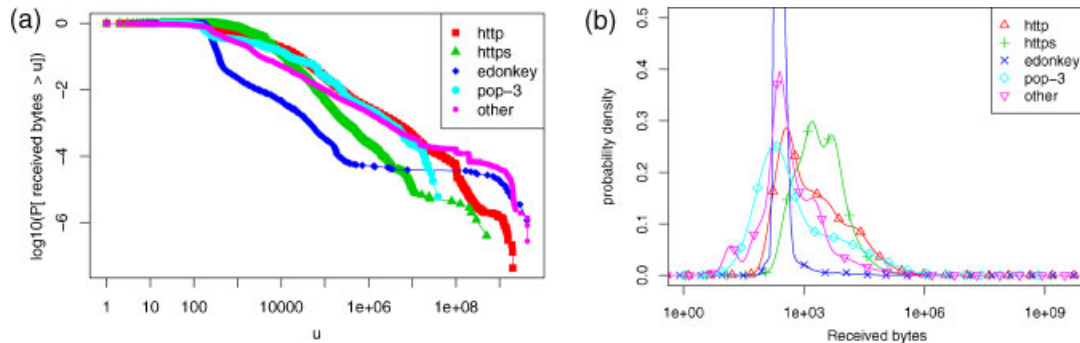 (a)
log10(P[ received bytes > u])
0
-2
-4
-6
http
https
edonkey
pop-3
other
1
10
100
10000
1e+06
1e+08
u
(b)
probability density
0.5
0.4
0.3
0.2
0.1
0.0
http
https
edonkey
pop-3
other
1e+00
1e+03
1e+06
1e+09
Received bytes